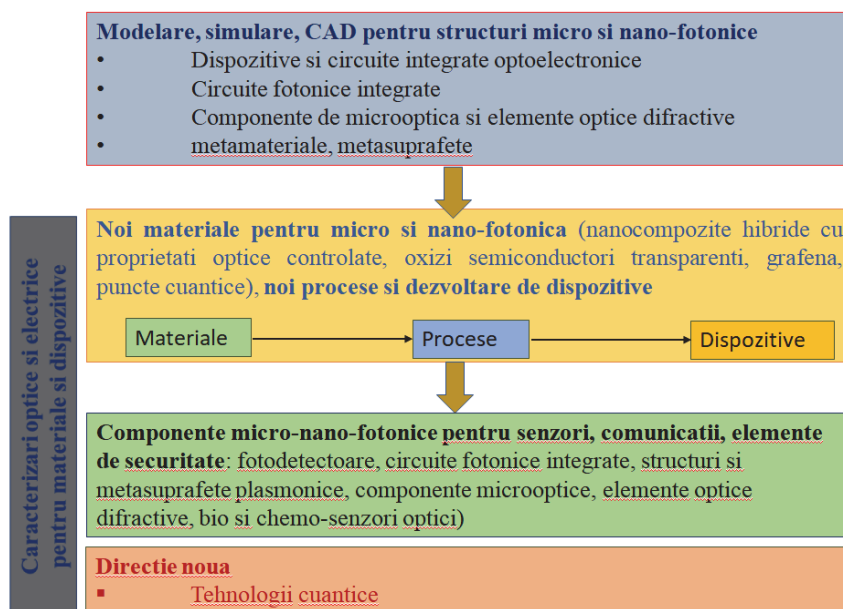 Modelare, simulare, CAD pentru structuri micro si nano-fotonice
• Dispozitive si circuite integrate optoelectronice
• Circuite fotonice integrate
• Componente de microoptica si elemente optice difractive
• metamateriale, metasuprafete
Caracterizari optice si electrice
pentru materiale si dispozitive
Noi materiale pentru micro si nano-fotonica (nanocompozite hibride cu
proprietati optice controlate, oxizi semiconductori transparenti, grafena,
puncte cuantice), noi procese si dezvoltare de dispozitive
Materiale
Procese
Dispozitive
Componente micro-nano-fotonice pentru senzori, comunicatii, elemente
de securitate: fotodetectoare, circuite fotonice integrate, structuri si
metasuprafete plasmonice, componente microoptice, elemente optice
difractive, bio si chemo-senzori optici)
Directie noua
▪ Tehnologii cuantice